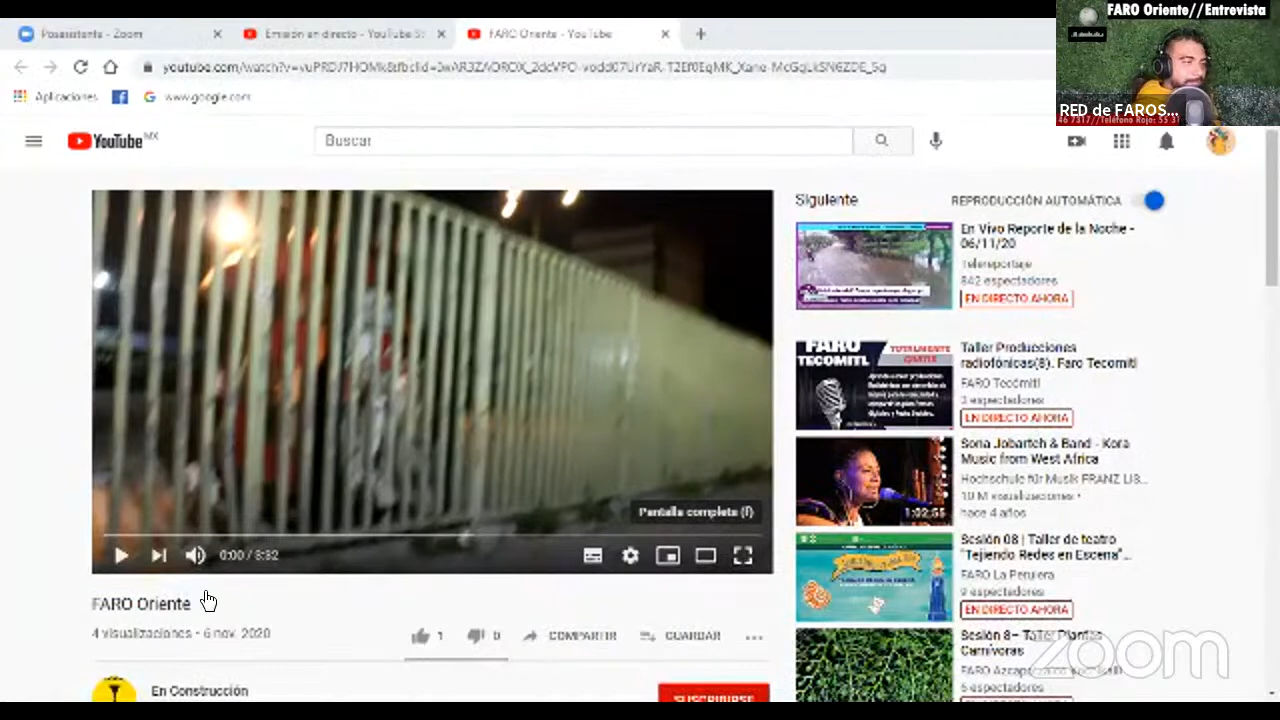 Posasistente - Zoom
Emisión en directo - YouTube St
FARO Oriente - YouTube
FARO Oriente//Entrevista
RED de FAROS...
Aplicaciones
www.google.com
YouTube MX
Buscar
Pantalla completa (f)
0:00 / 3:32
FARO Oriente
4 visualizaciones • 6 nov. 2020
1
0
COMPARTIR
GUARDAR
En Construcción
SUSCRIBIRSE
Siguiente
REPRODUCCIÓN AUTOMÁTICA
En Vivo Reporte de la Noche -
06/11/20
Telereportaje
842 espectadores
EN DIRECTO AHORA
FARO
TECOMITL
TOTALMENTE
GRATIS
Taller Producciones
radiofónicas(8). Faro Tecomitl
FARO Tecómitl
3 espectadores
EN DIRECTO AHORA
Sona Jobarteh & Band - Kora
Music from West Africa
Hochschule für Musik FRANZ LIS...
10 M visualizaciones •
hace 4 años
1:02:55
Sesión 08 | Taller de teatro
"Tejiendo Redes en Escena"...
FARO La Perulera
9 espectadores
EN DIRECTO AHORA
Sesión 8– Taller Plantas
Carnívoras
6 espectadores
zoom